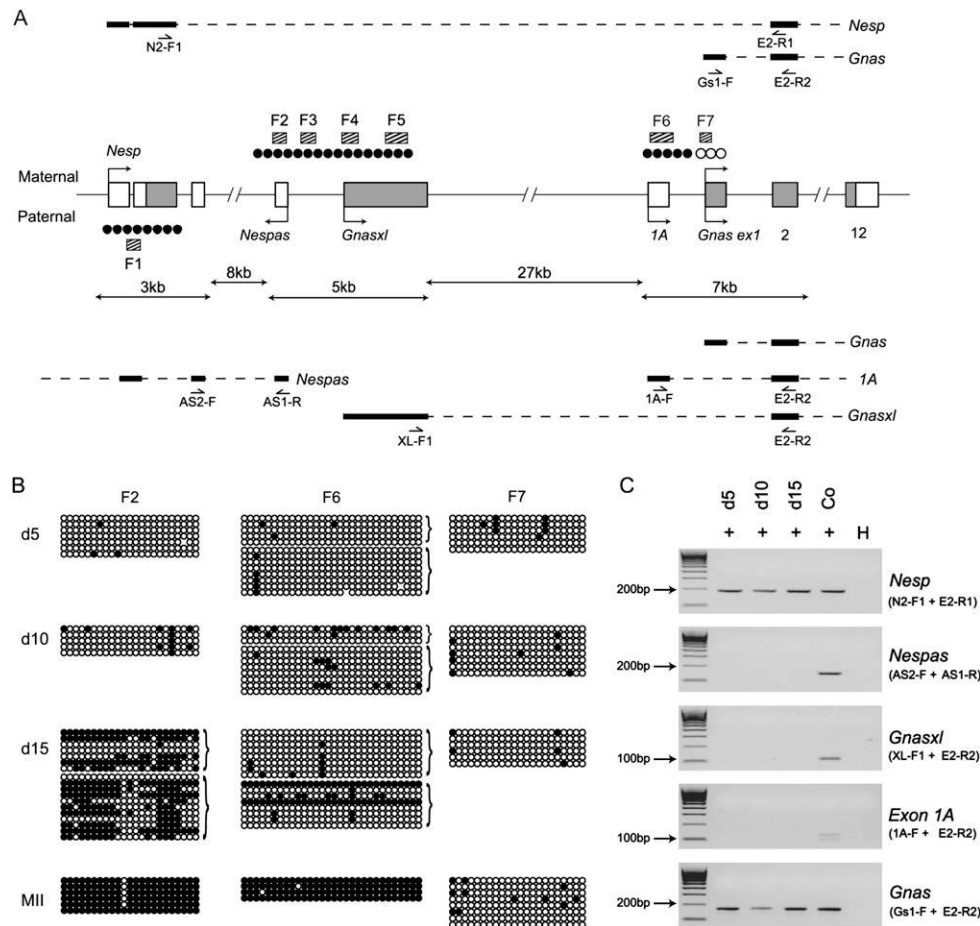 A
Nesp
N2-F1
E2-R1
Gnas
Gs1-F
E2-R2
F2 F3 F4 F5 F6 F7
Nesp
Maternal
Paternal
Nespas
Gnasxl
1A
Gnas ex1
2
12
F1
3kb
8kb
5kb
27kb
7kb
Gnas
Nespas
1A
AS2-F
AS1-R
1A-F
E2-R2
Gnasxl
XL-F1
E2-R2
B
F2 F6 F7
d5
d10
d15
MII
C
d5 d10 d15 Co
+ + + + H
200bp
Nesp
(N2-F1 + E2-R1)
200bp
Nespas
(AS2-F + AS1-R)
100bp
Gnasxl
(XL-F1 + E2-R2)
100bp
Exon 1A
(1A-F + E2-R2)
200bp
Gnas
(Gs1-F + E2-R2)